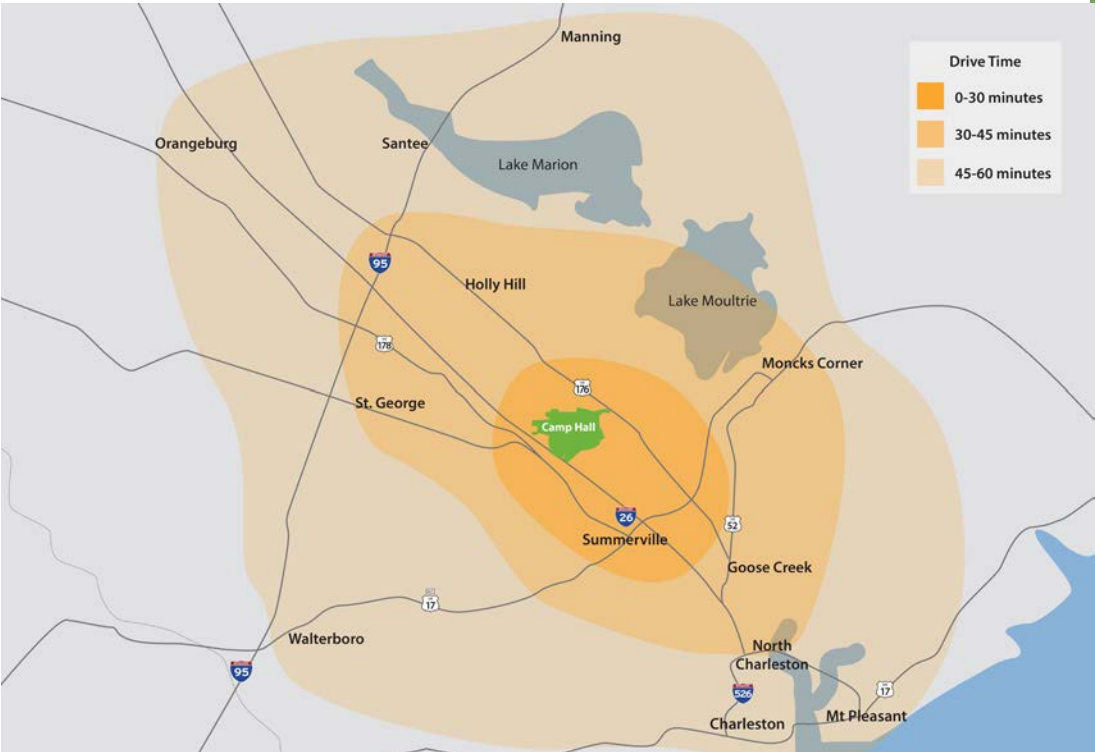 Manning
Drive Time
0-30 minutes
30-45 minutes
45-60 minutes
Orangeburg
Santee
Lake Marion
95
Holly Hill
Lake Moultrie
178
Moncks Corner
176
St. George
Camp Hall
26
52
Summerville
Goose Creek
17
Walterboro
North
Charleston
95
526
17
Mt Pleasant
Charleston